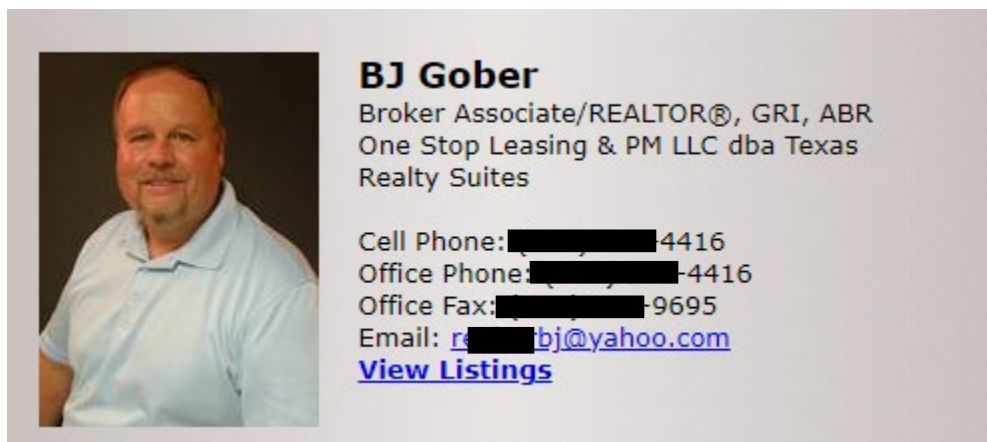 BJ Gober
Broker Associate/REALTOR®, GRI, ABR
One Stop Leasing & PM LLC dba Texas
Realty Suites
Cell Phone: -4416
Office Phone: -4416
Office Fax: -9695
Email: bj@yahoo.com
View Listings